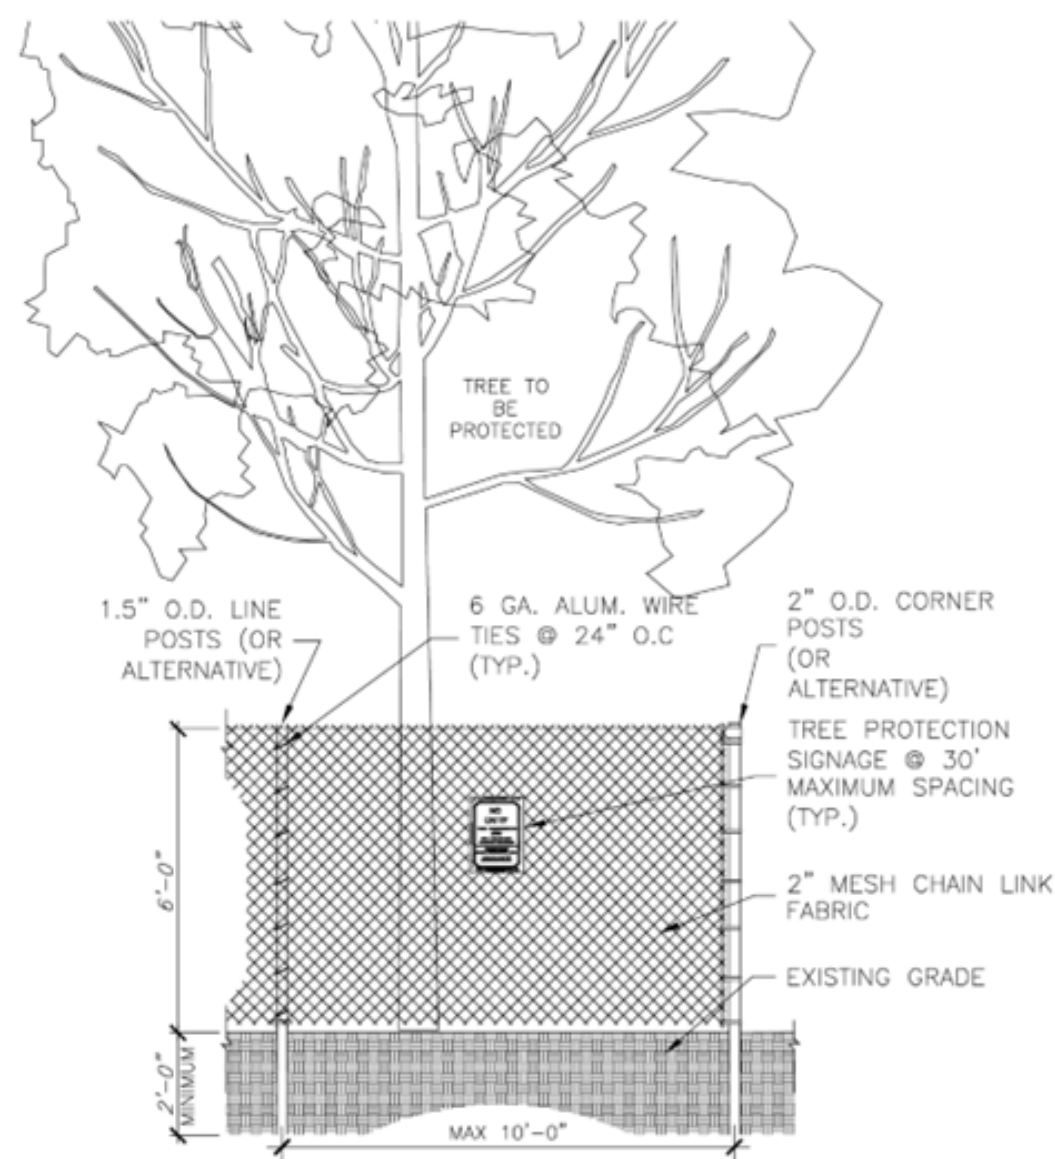 TREE TO
BE
PROTECTED
1.5" O.D. LINE
POSTS (OR
ALTERNATIVE)
6 GA. ALUM. WIRE
TIES @ 24" O.C
(TYP.)
2" O.D. CORNER
POSTS
(OR
ALTERNATIVE)
TREE PROTECTION
SIGNAGE @ 30'
MAXIMUM SPACING
(TYP.)
2" MESH CHAIN LINK
FABRIC
EXISTING GRADE
6'-0"
2'-0"
MINIMUM
MAX 10'-0"